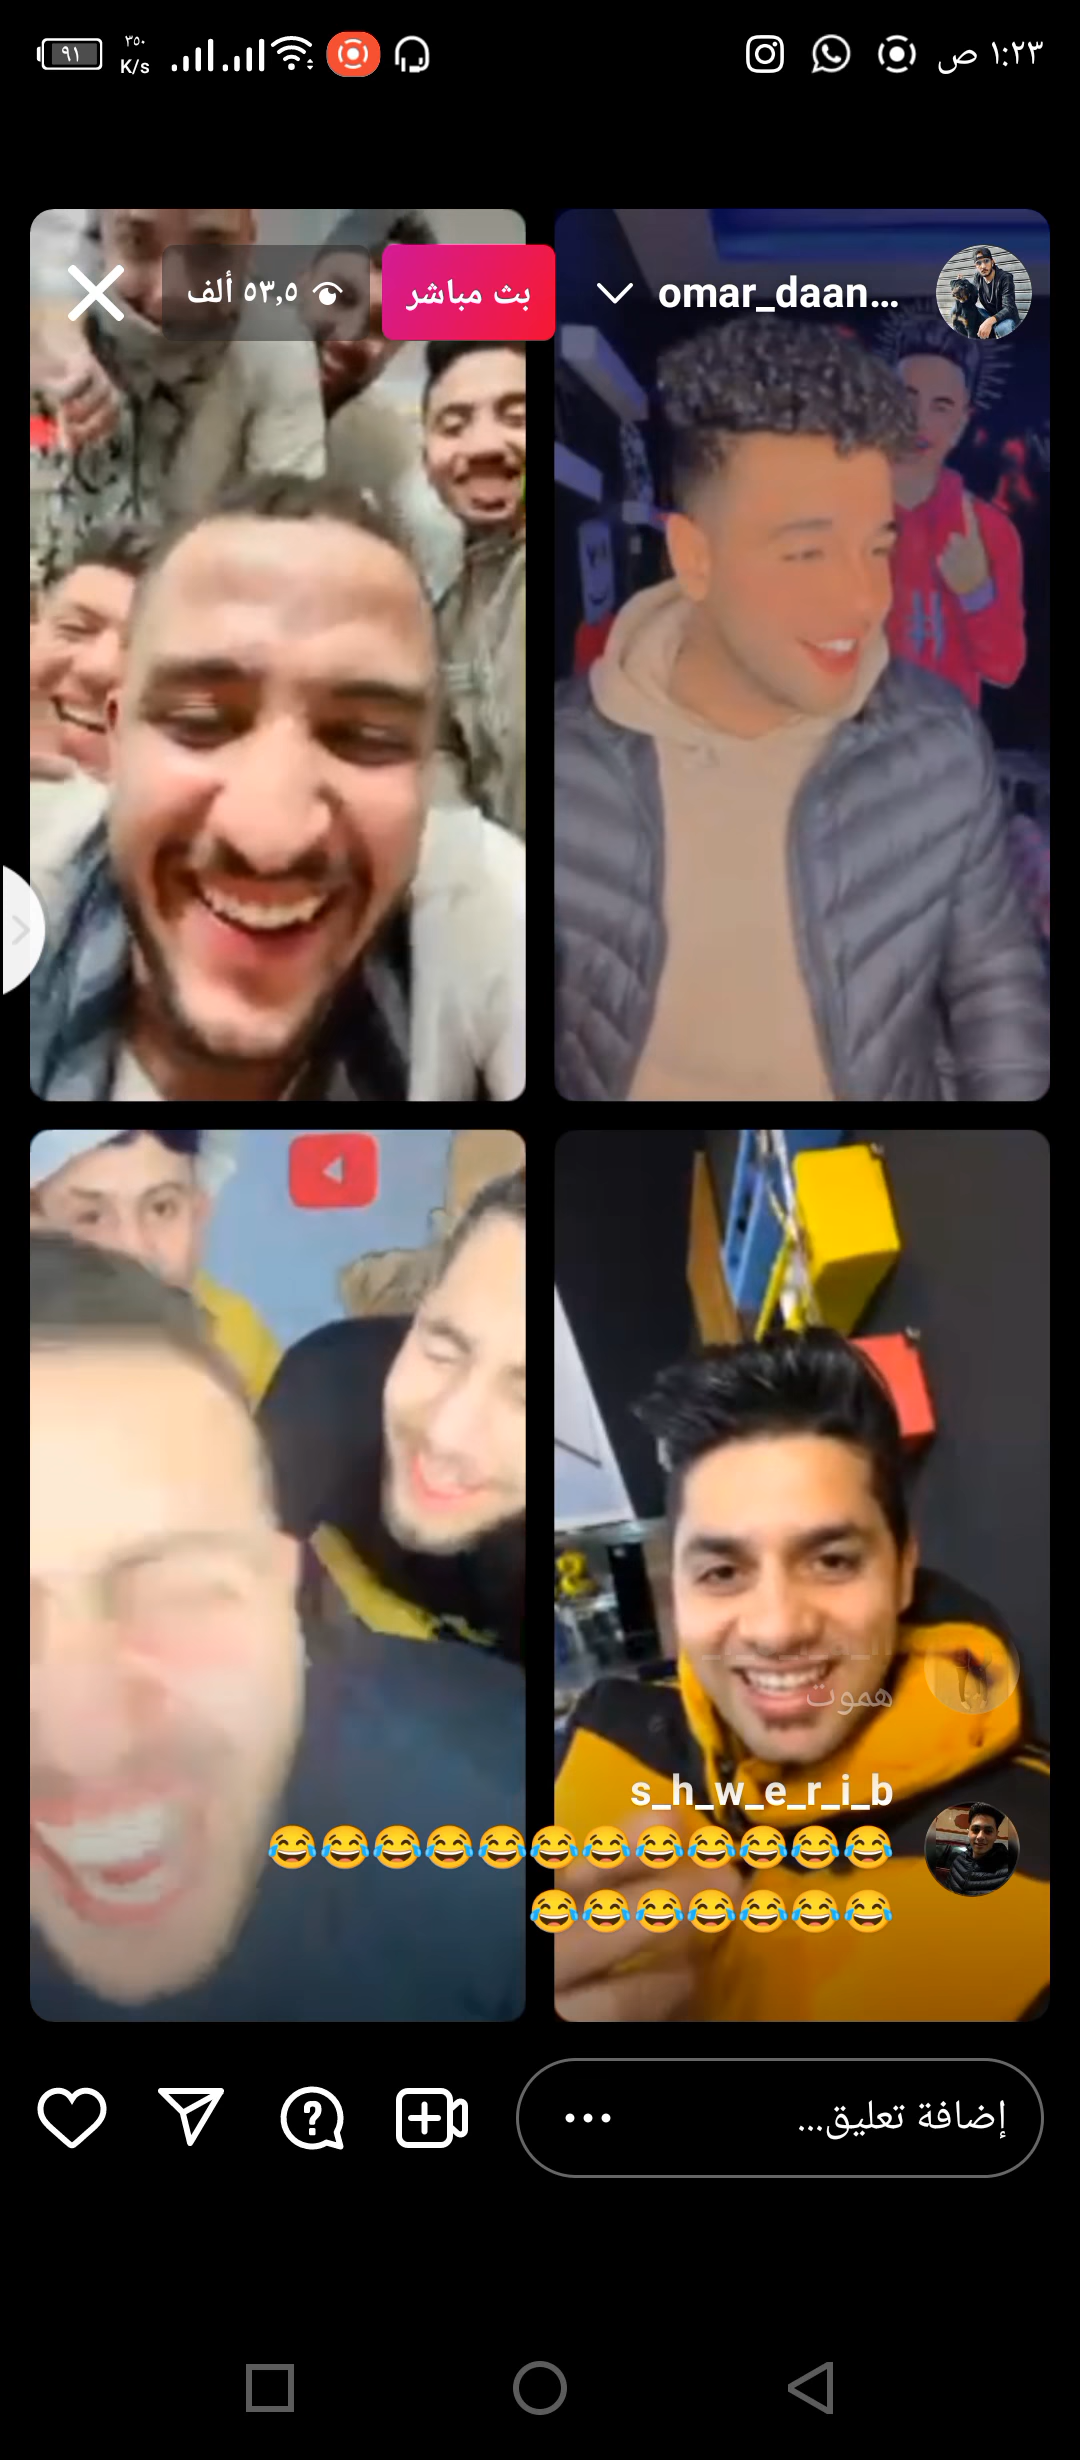 ١:٢٣ ص
٣٥٠
K/s
٩١
omar_daan...
بث مباشر
٥٣,٥ ألف
هموت
s_h_w_e_r_i_b
😂😂😂😂😂😂😂😂😂😂😂😂
😂😂😂😂😂😂😂
إضافة تعليق...